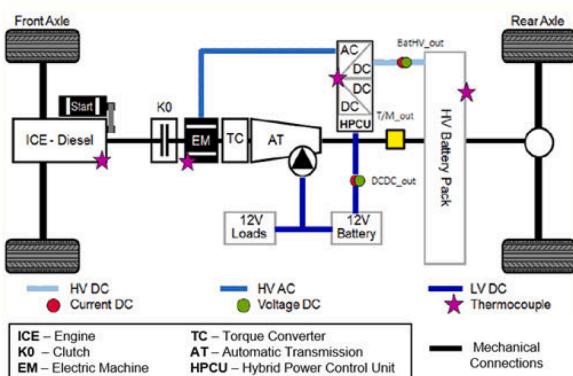 Front Axle
Rear Axle
Start
ICE - Diesel
K0
EM
TC
AT
AC
DC
DC
DC
HPCU
BatHV_out
T/M_out
HV Battery Pack
DCDC_out
12V
Loads
12V
Battery
HV DC
HV AC
LV DC
Current DC
Voltage DC
Thermocouple
ICE – Engine
K0 – Clutch
EM – Electric Machine
TC – Torque Converter
AT – Automatic Transmission
HPCU – Hybrid Power Control Unit
Mechanical
Connections